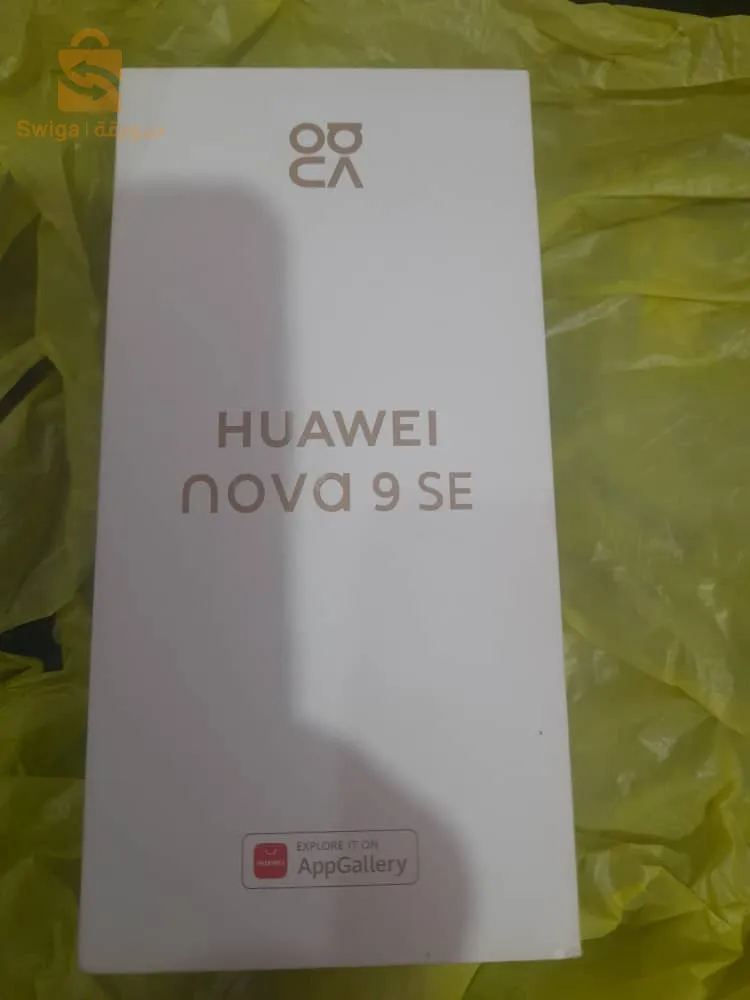 Swiga | سويقة
HUAWEI
nova 9 SE
EXPLORE IT ON
HUAWEI
AppGallery